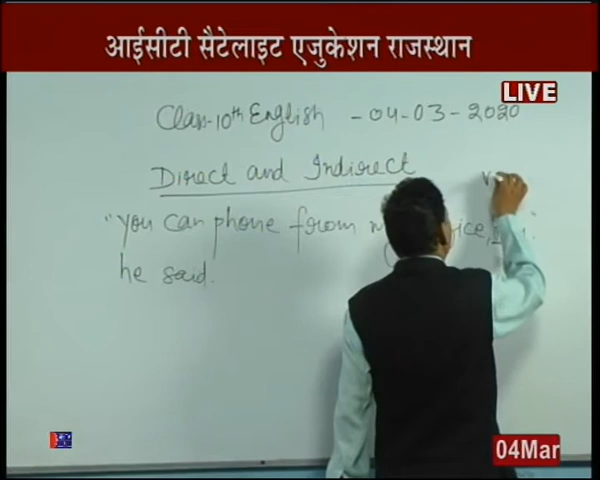 आईसीटी सैटेलाइट एजुकेशन राजस्थान
LIVE
Class-10th English - 04-03-2020
Direct and Indirect
"you can phone from
he said.
04Mar